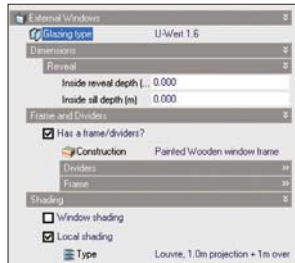 External Windows
Glazing type U-Wert 1.6
Dimensions
Reveal
Inside reveal depth (... 0.000
Inside sill depth (m) 0.000
Frame and Dividers
Has a frame/dividers?
Construction Painted Wooden window frame
Dividers
Frame
Shading
Window shading
Local shading
Type Louvre, 1.0m projection + 1m over